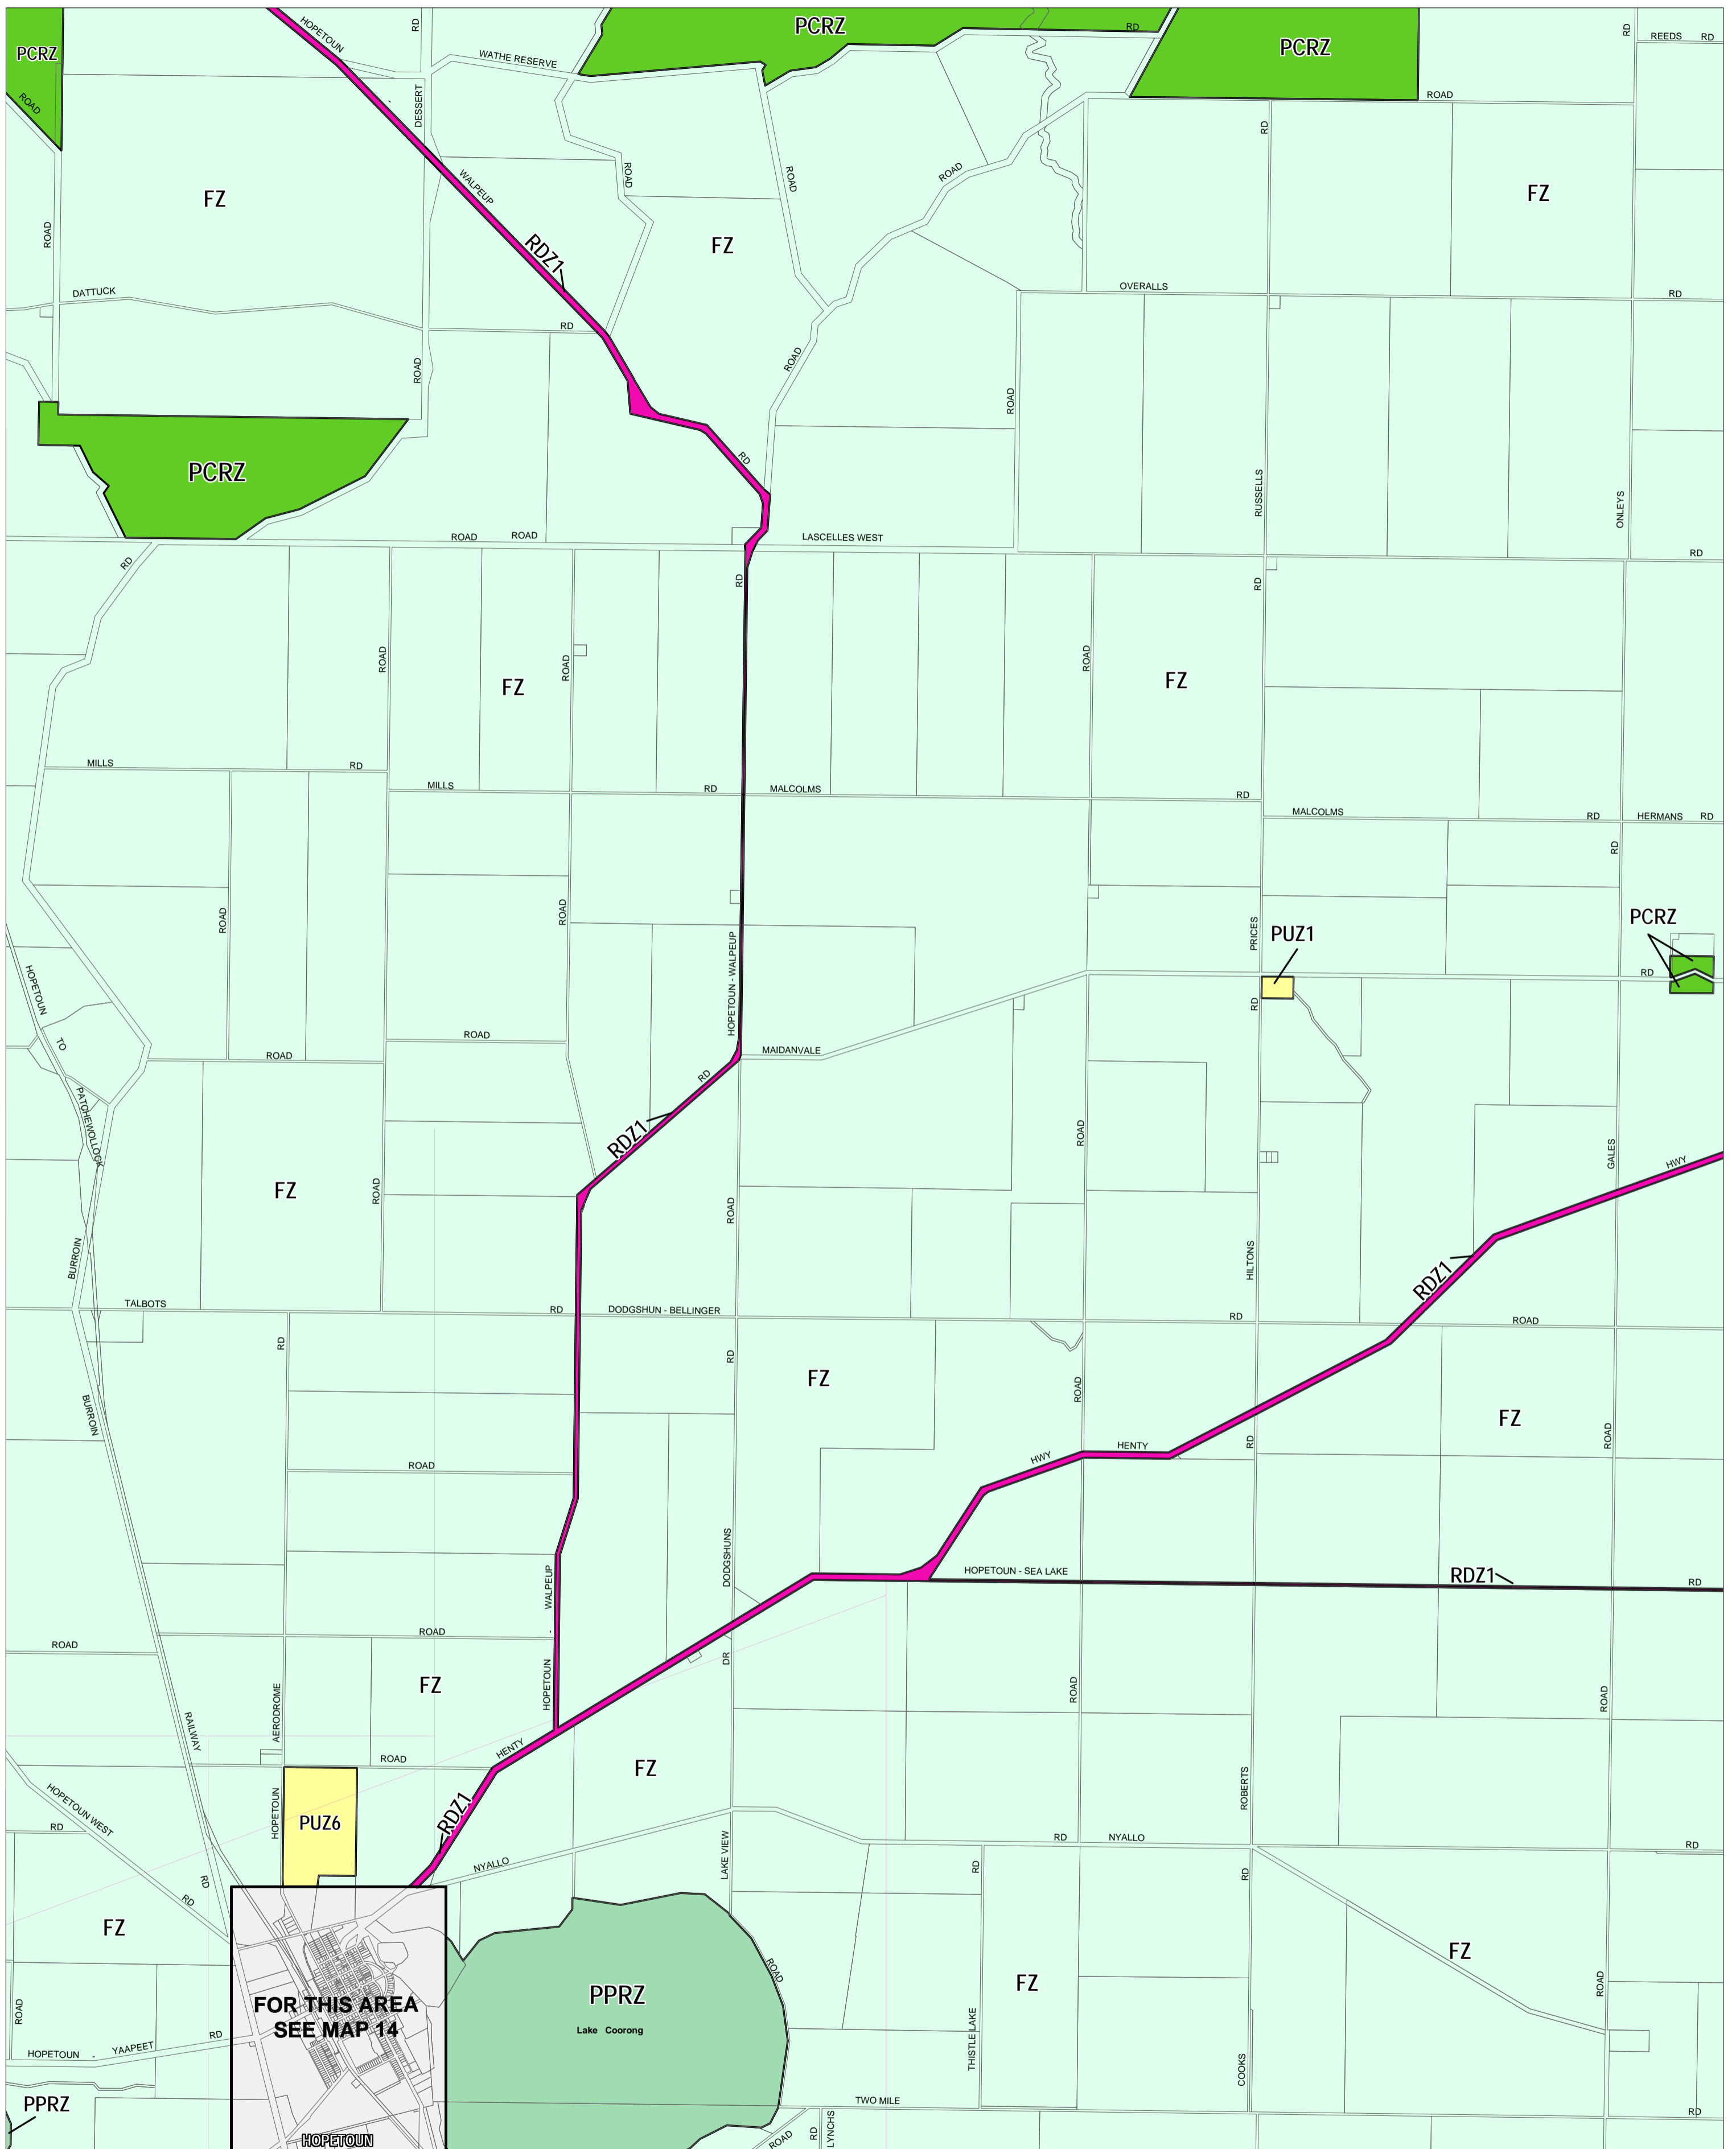 HOPETOUN
RD
PCRZ
RD
PCRZ
RD
REEDS RD
PCRZ
WATHE RESERVE
-
DESSERT
ROAD
ROAD
RD
ROAD
ROAD
ROAD
WALPEUP
FZ
FZ
FZ
ROAD
RDZ1
DATTUCK
OVERALLS
RD
RD
ROAD
ROAD
ROAD
PCRZ
RD
RUSSELLS
ONLEYS
ROAD
ROAD
LASCELLES WEST
RD
RD
RD
RD
ROAD
ROAD
ROAD
FZ
FZ
MILLS
RD
MILLS
RD
MALCOLMS
RD
MALCOLMS
RD
HERMANS RD
RD
ROAD
ROAD
PRICES
PUZ1
PCRZ
HOPETOUN - WALPEUP
HOPETOUN
RD
RD
TO
ROAD
ROAD
MAIDANVALE
RD
PATCHEWOLLOCK
RDZ1
ROAD
GALES
HWY
FZ
ROAD
ROAD
BURROIN
HILTONS
RDZ1
TALBOTS
RD
DODGSHUN - BELLINGER
RD
ROAD
RD
RD
FZ
ROAD
BURROIN
FZ
RD
ROAD
HENTY
HWY
ROAD
DODGSHUNS
WALPEUP
HOPETOUN - SEA LAKE
RDZ1
RD
ROAD
ROAD
-
DR
HOPETOUN
FZ
ROAD
ROAD
AERODROME
RAILWAY
HENTY
ROAD
FZ
HOPETOUN WEST
RD
HOPETOUN
PUZ6
RDZ1
ROBERTS
RD
NYALLO
RD
NYALLO
LAKE VIEW
RD
RD
RD
RD
FZ
FZ
ROAD
ROAD
FZ
PPRZ
Lake Coorong
FOR THIS AREA
SEE MAP 14
ROAD
RD
HOPETOUN - YAAPEET
THISTLE LAKE
COOKS
PPRZ
TWO MILE
RD
HOPETOUN
ROAD
RD
LYNCHS